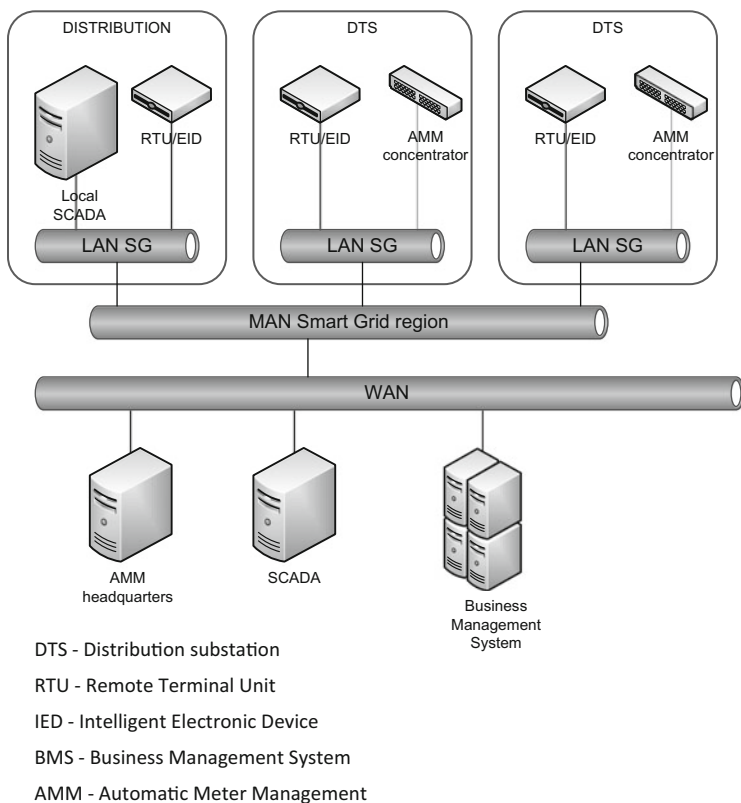 DISTRIBUTION
DTS
DTS
RTU/EID
RTU/EID
AMM
concentrator
RTU/EID
AMM
concentrator
Local
SCADA
LAN SG
LAN SG
LAN SG
MAN Smart Grid region
WAN
AMM
headquarters
SCADA
Business
Management
System
DTS - Distribution substation
RTU - Remote Terminal Unit
IED - Intelligent Electronic Device
BMS - Business Management System
AMM - Automatic Meter Management